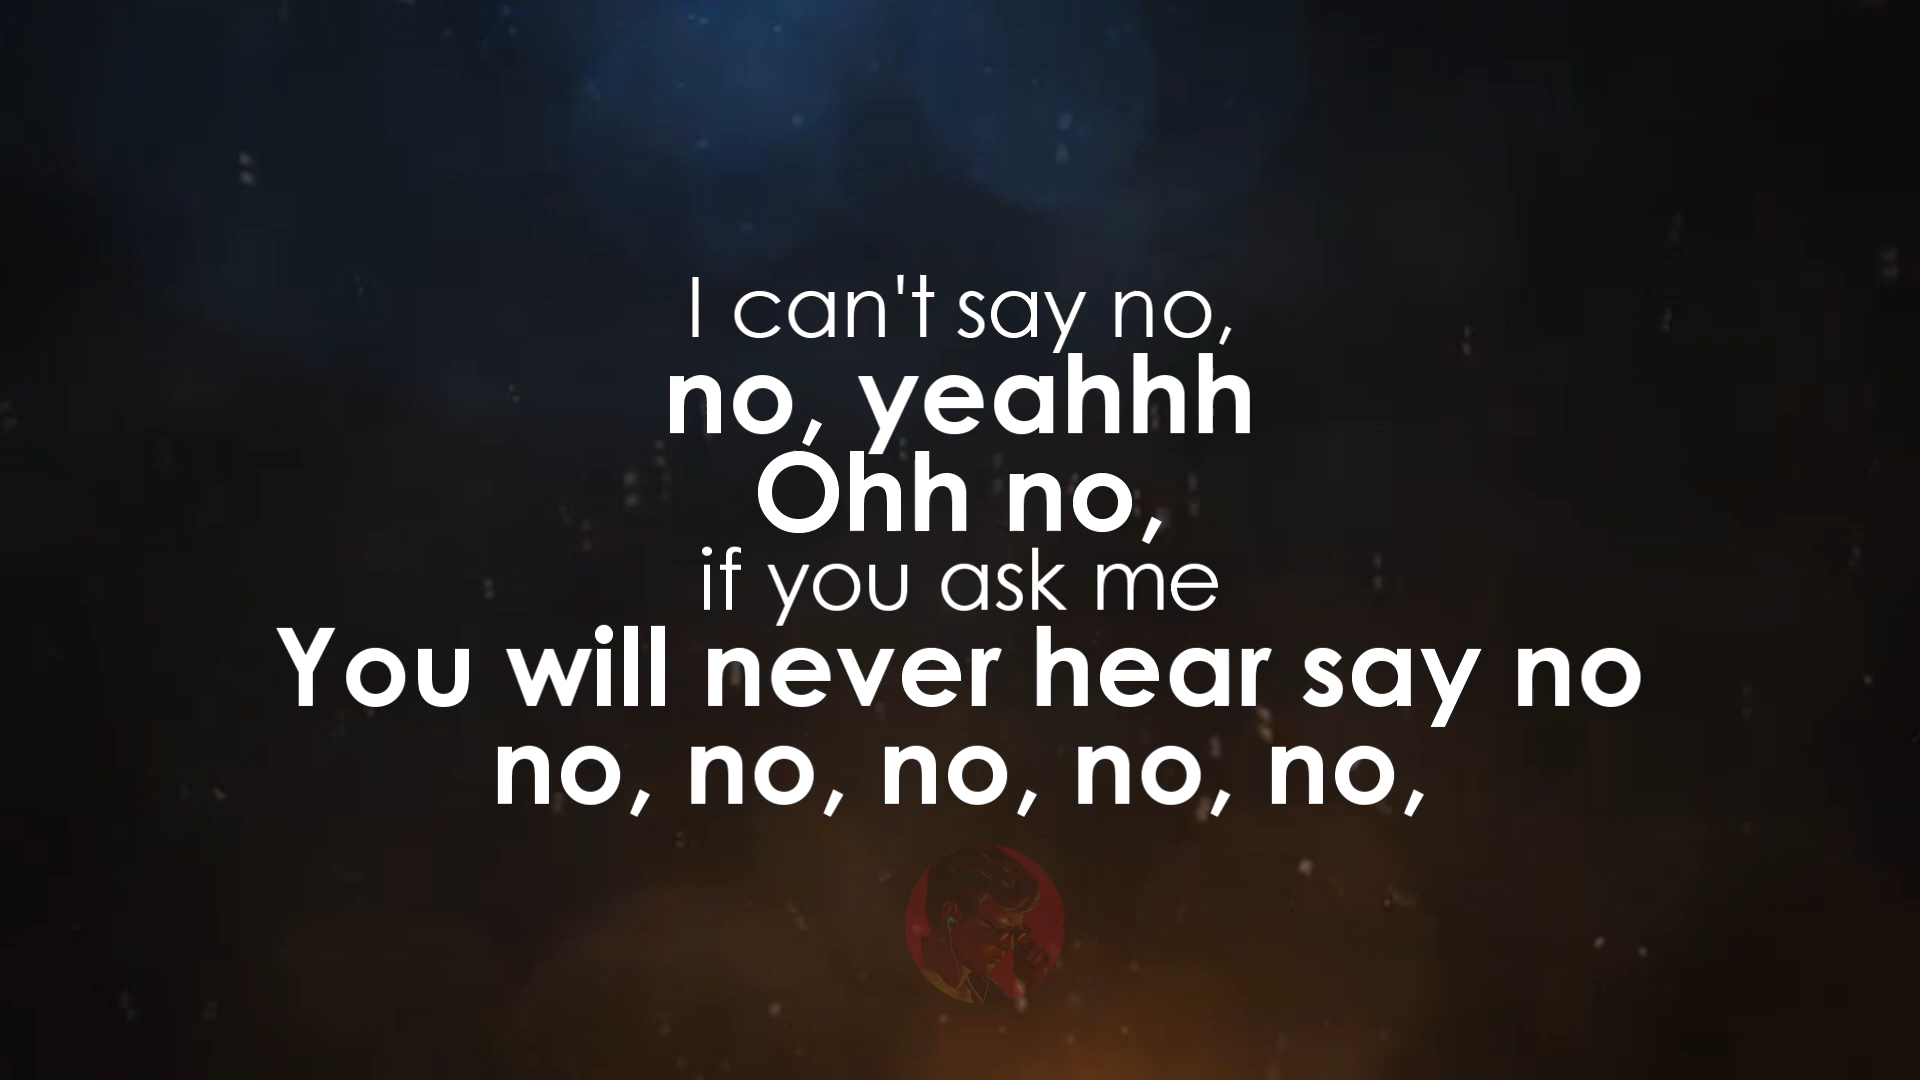 I can't say no,
no, yeahhh
Ohh no,
if you ask me
You will never hear say no
no, no, no, no, no,